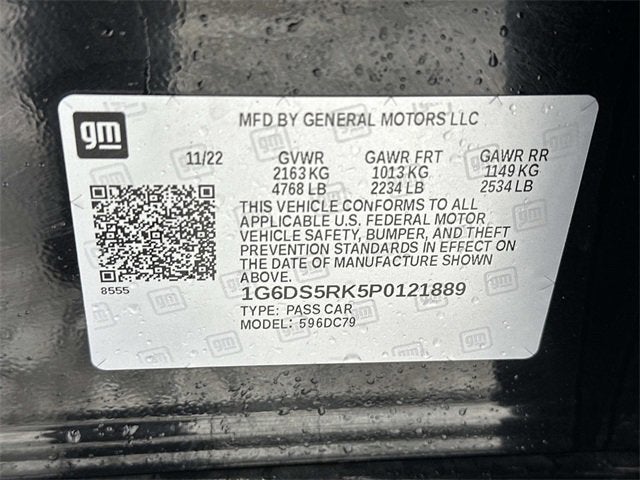 gm
MFD BY GENERAL MOTORS LLC
11/22 GVWR GAWR FRT GAWR RR
2163 KG 1013 KG 1149 KG
4768 LB 2234 LB 2534 LB
THIS VEHICLE CONFORMS TO ALL
APPLICABLE U.S. FEDERAL MOTOR
VEHICLE SAFETY, BUMPER, AND THEFT
PREVENTION STANDARDS IN EFFECT ON
THE DATE OF MANUFACTURE SHOWN
ABOVE.
8555
1G6DS5RK5P0121889
TYPE: PASS CAR
MODEL: 596DC79